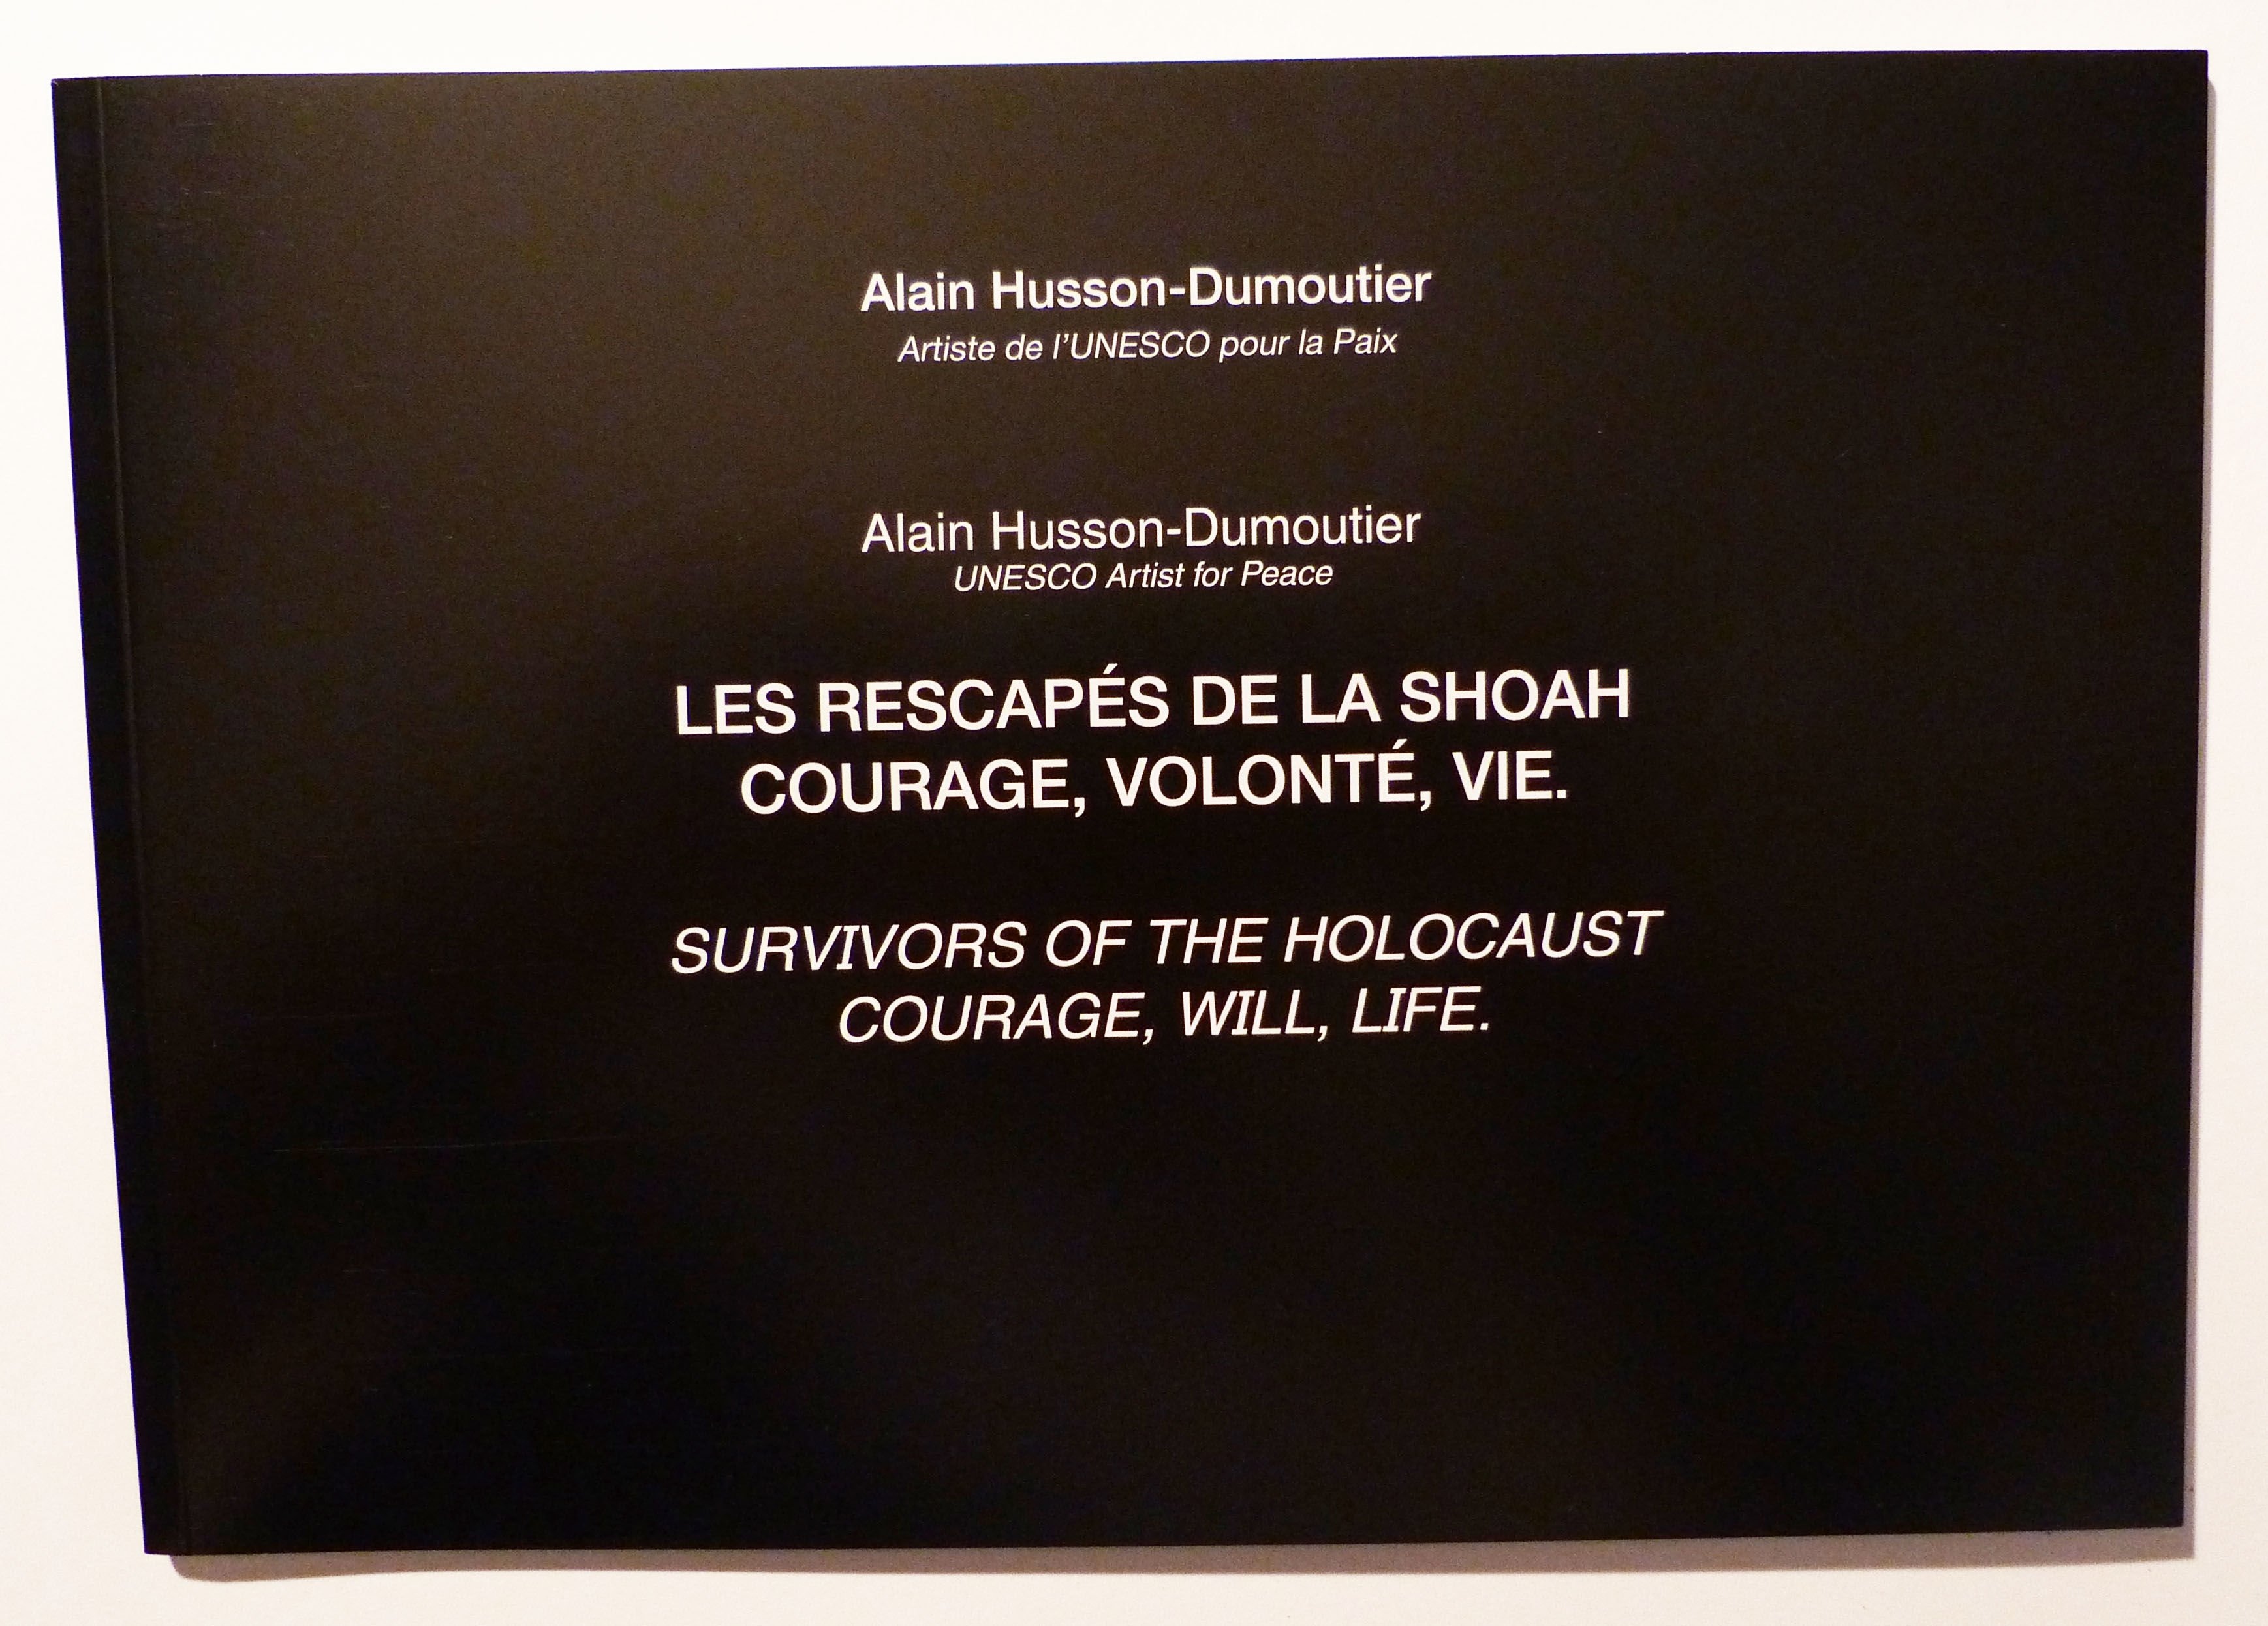 Alain Husson-Dumoutier
Artiste de l'UNESCO pour la Paix
Alain Husson-Dumoutier
UNESCO Artist for Peace
LES RESCAPÉS DE LA SHOAH
COURAGE, VOLONTÉ, VIE.
SURVIVORS OF THE HOLOCAUST
COURAGE, WILL, LIFE.